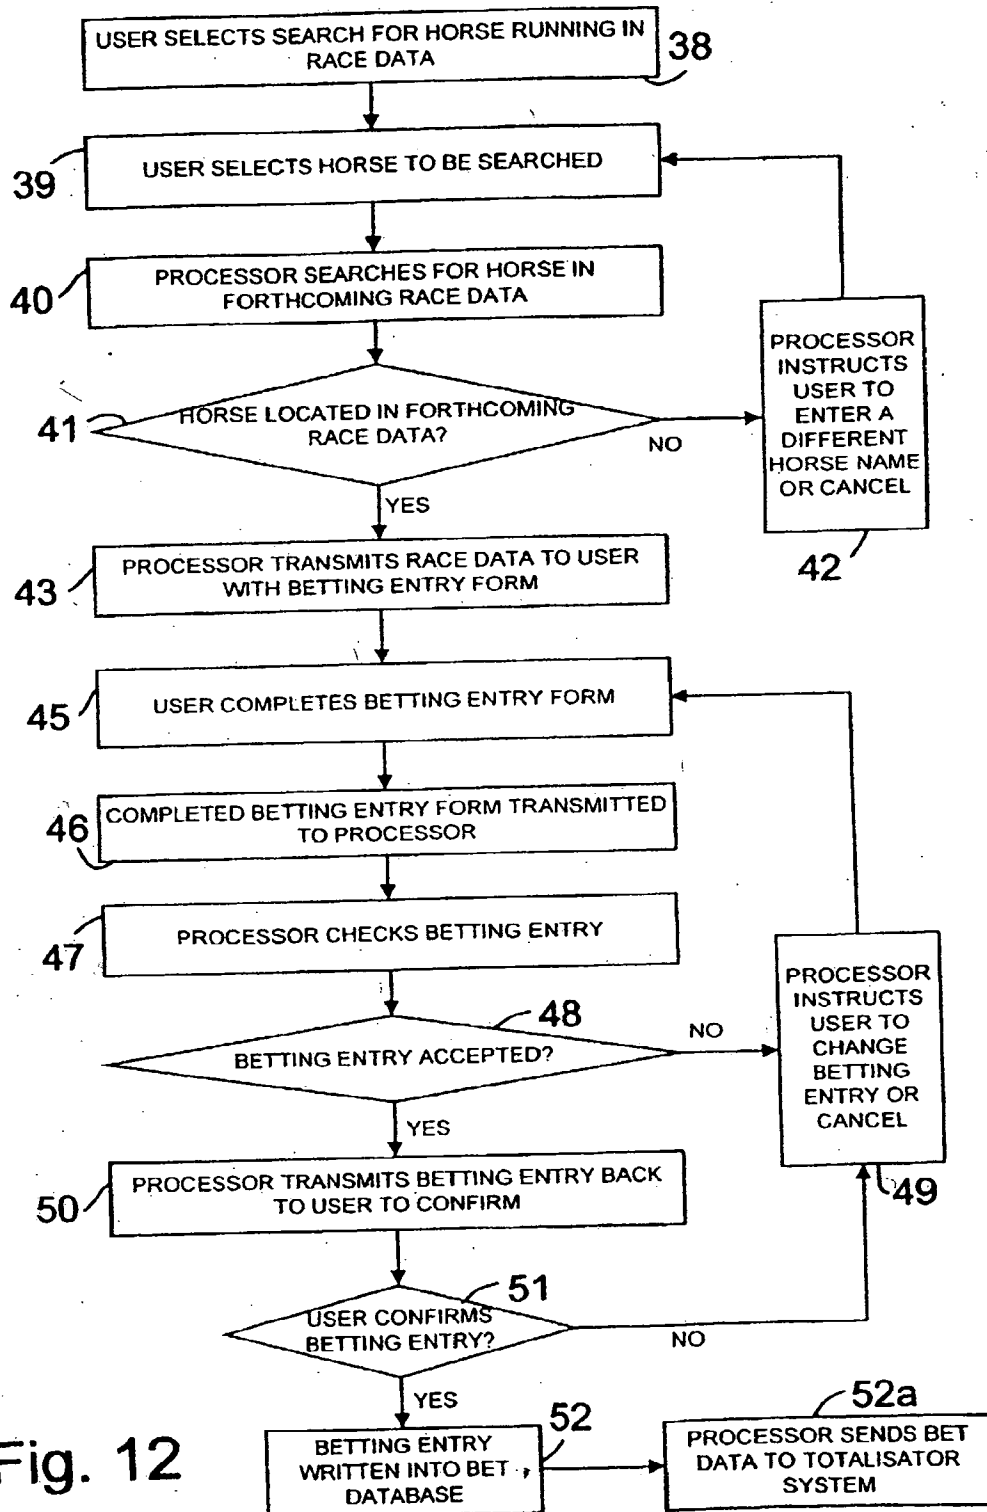 USER SELECTS SEARCH FOR HORSE RUNNING IN
RACE DATA
38
USER SELECTS HORSE TO BE SEARCHED
39
PROCESSOR SEARCHES FOR HORSE IN
FORTHCOMING RACE DATA
40
HORSE LOCATED IN FORTHCOMING
RACE DATA?
41
NO
YES
PROCESSOR
INSTRUCTS
USER TO
ENTER A
DIFFERENT
HORSE NAME
OR CANCEL
42
PROCESSOR TRANSMITS RACE DATA TO USER
WITH BETTING ENTRY FORM
43
USER COMPLETES BETTING ENTRY FORM
45
COMPLETED BETTING ENTRY FORM TRANSMITTED
TO PROCESSOR
46
PROCESSOR CHECKS BETTING ENTRY
47
48
BETTING ENTRY ACCEPTED?
NO
YES
PROCESSOR
INSTRUCTS
USER TO
CHANGE
BETTING
ENTRY OR
CANCEL
49
PROCESSOR TRANSMITS BETTING ENTRY BACK
TO USER TO CONFIRM
50
51
USER CONFIRMS
BETTING ENTRY?
NO
YES
52
BETTING ENTRY
WRITTEN INTO BET
DATABASE
52a
PROCESSOR SENDS BET
DATA TO TOTALISATOR
SYSTEM
Fig. 12